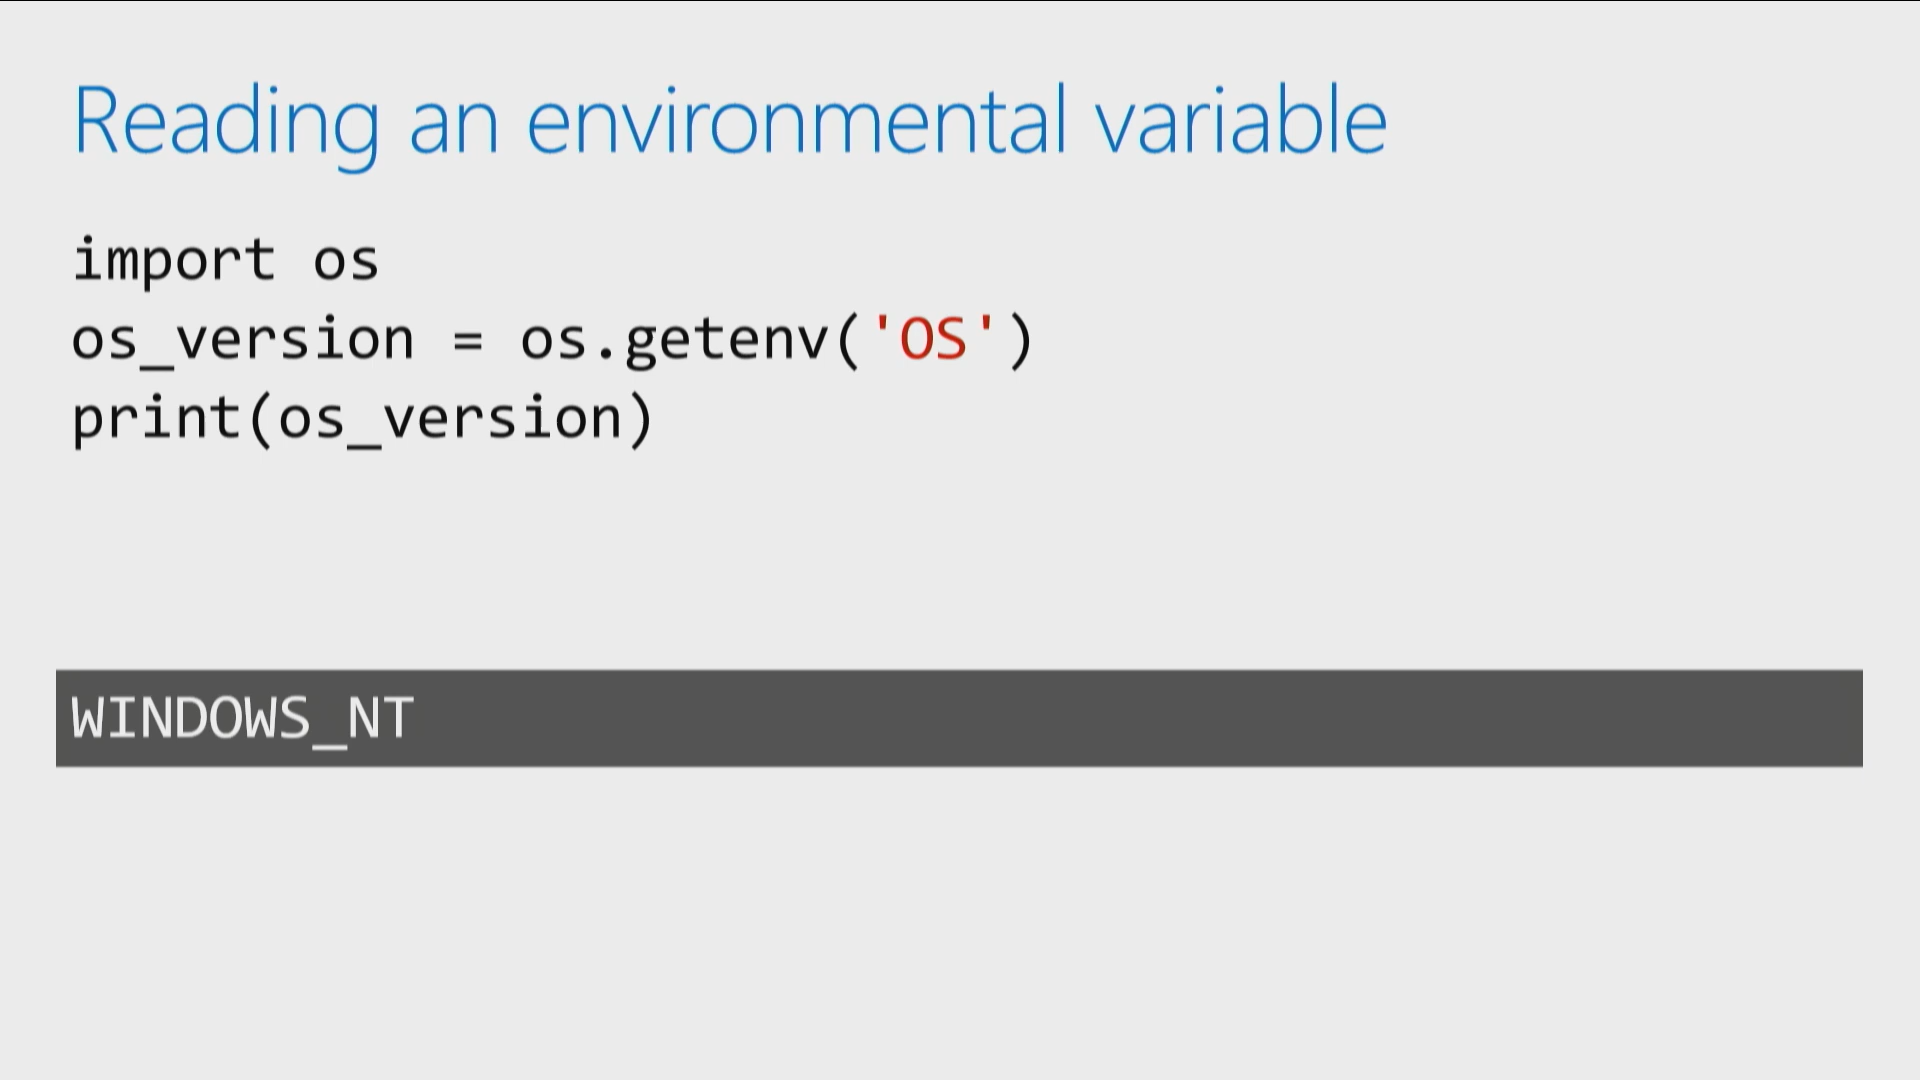 Reading an environmental variable
import os
os_version = os.getenv('OS')
print(os_version)
WINDOWS_NT